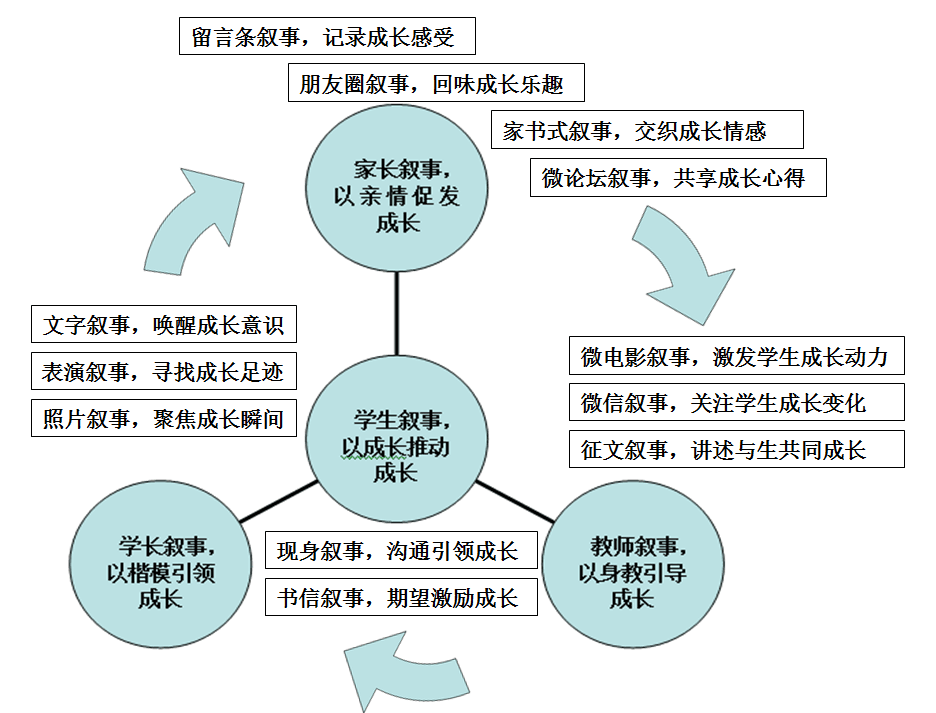 留言条叙事，记录成长感受
朋友圈叙事，回味成长乐趣
家书式叙事，交织成长情感
微论坛叙事，共享成长心得
家长叙事，
以亲情促发
成长
文字叙事，唤醒成长意识
表演叙事，寻找成长足迹
照片叙事，聚焦成长瞬间
微电影叙事，激发学生成长动力
微信叙事，关注学生成长变化
征文叙事，讲述与生共同成长
学生叙事，
以成长推动
成长
学长叙事，
以楷模引领
成长
现身叙事，沟通引领成长
书信叙事，期望激励成长
教师叙事，
以身教引导
成长